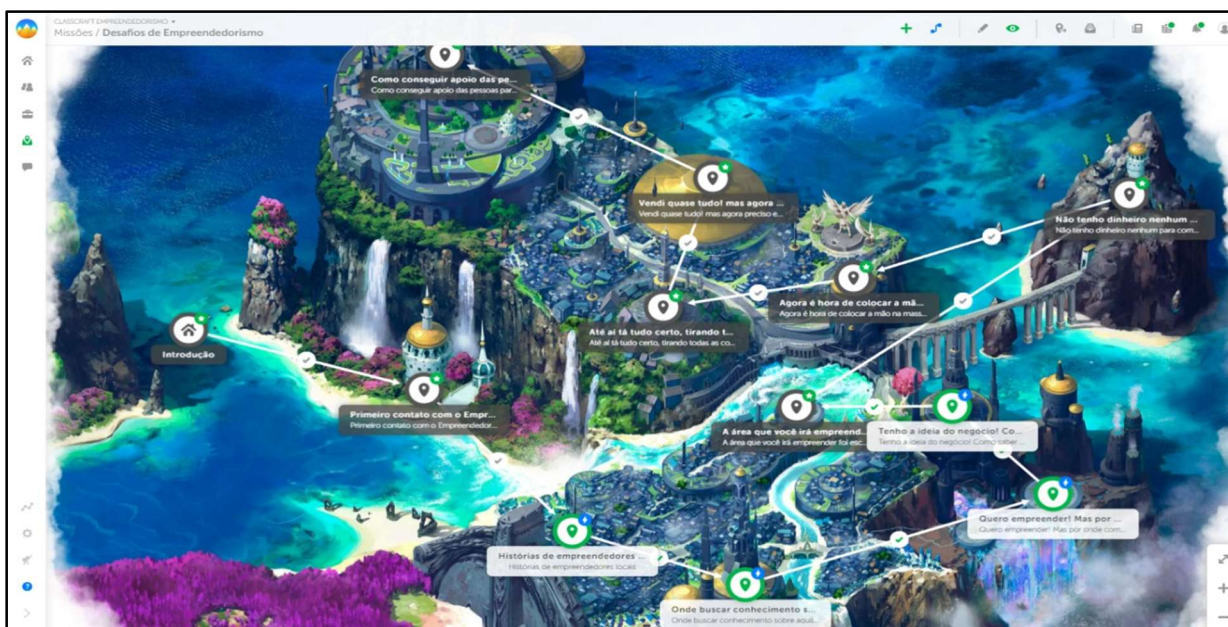 CLASSCRAFT EMPREENDEDORISMO
Missões / Desafios de Empreendedorismo
Como conseguir apoio das pe...
Como conseguir apoio das pessoas par...
Vendi quase tudo! mas agora ...
Vendi quase tudo! mas agora preciso e...
Não tenho dinheiro nenhum ...
Não tenho dinheiro nenhum para com...
Agora é hora de colocar a mã...
Agora é hora de colocar a mão na mass...
Até aí tá tudo certo, tirando t...
Até aí tá tudo certo, tirando todas as co...
Introdução
Primeiro contato com o Empr...
Primeiro contato com o Empreendedor...
A área que você irá empreend...
A área que você irá empreender foi esc...
Tenho a ideia do negócio! Co...
Tenho a ideia do negócio! Como saber ...
Quero empreender! Mas por ...
Quero empreender! Mas por onde com...
Histórias de empreendedores ...
Histórias de empreendedores locais
Onde buscar conhecimento s...
Onde buscar conhecimento sobre aquil...